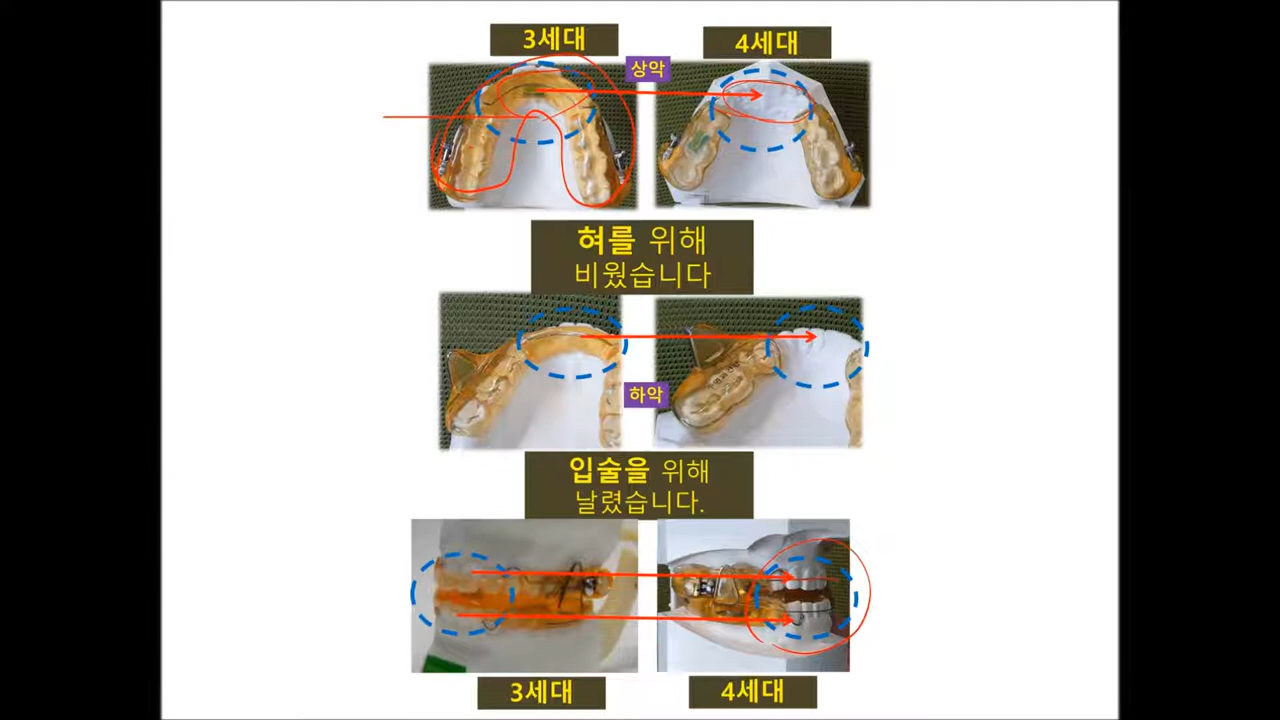 3세대
4세대
상악
혀를 위해
비웠습니다
하악
입술을 위해
날렸습니다.
3세대
4세대